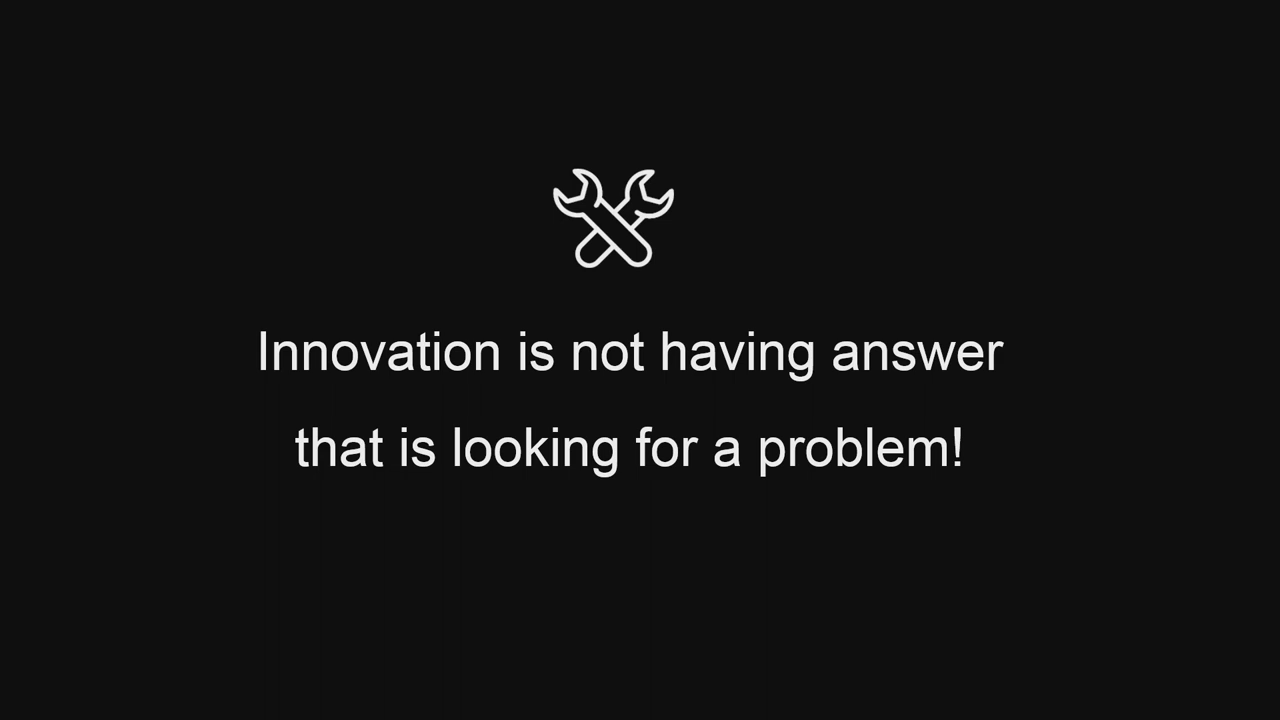 Innovation is not having answer
that is looking for a problem!